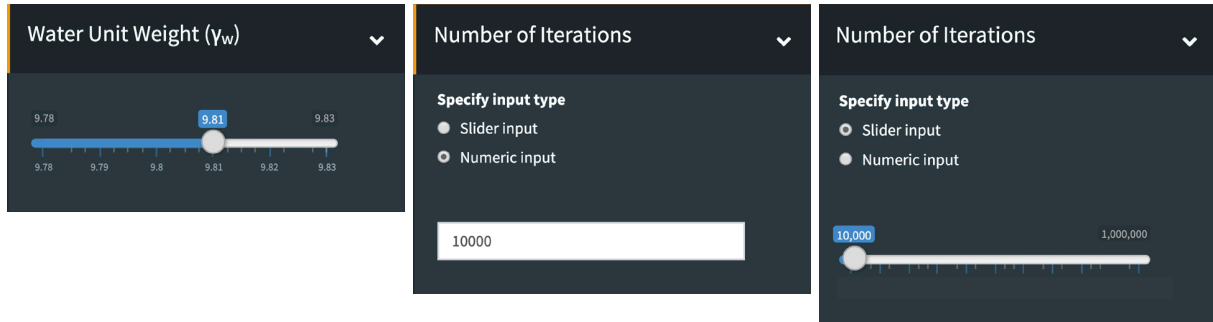 Water Unit Weight (γw)
9.78 9.81 9.83
9.78 9.79 9.8 9.81 9.82 9.83
Number of Iterations
Specify input type
Slider input
Numeric input
10000
Number of Iterations
Specify input type
Slider input
Numeric input
10,000 1,000,000